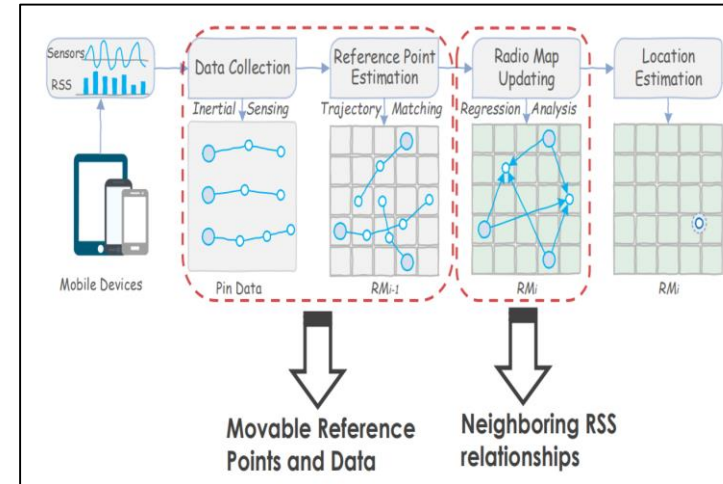 Sensors
RSS
Data Collection
Reference Point
Estimation
Radio Map
Updating
Location
Estimation
Inertial Sensing
Trajectory Matching
Regression Analysis
Mobile Devices
Pin Data
RMi-1
RMi
RMi
Movable Reference
Points and Data
Neighboring RSS
relationships